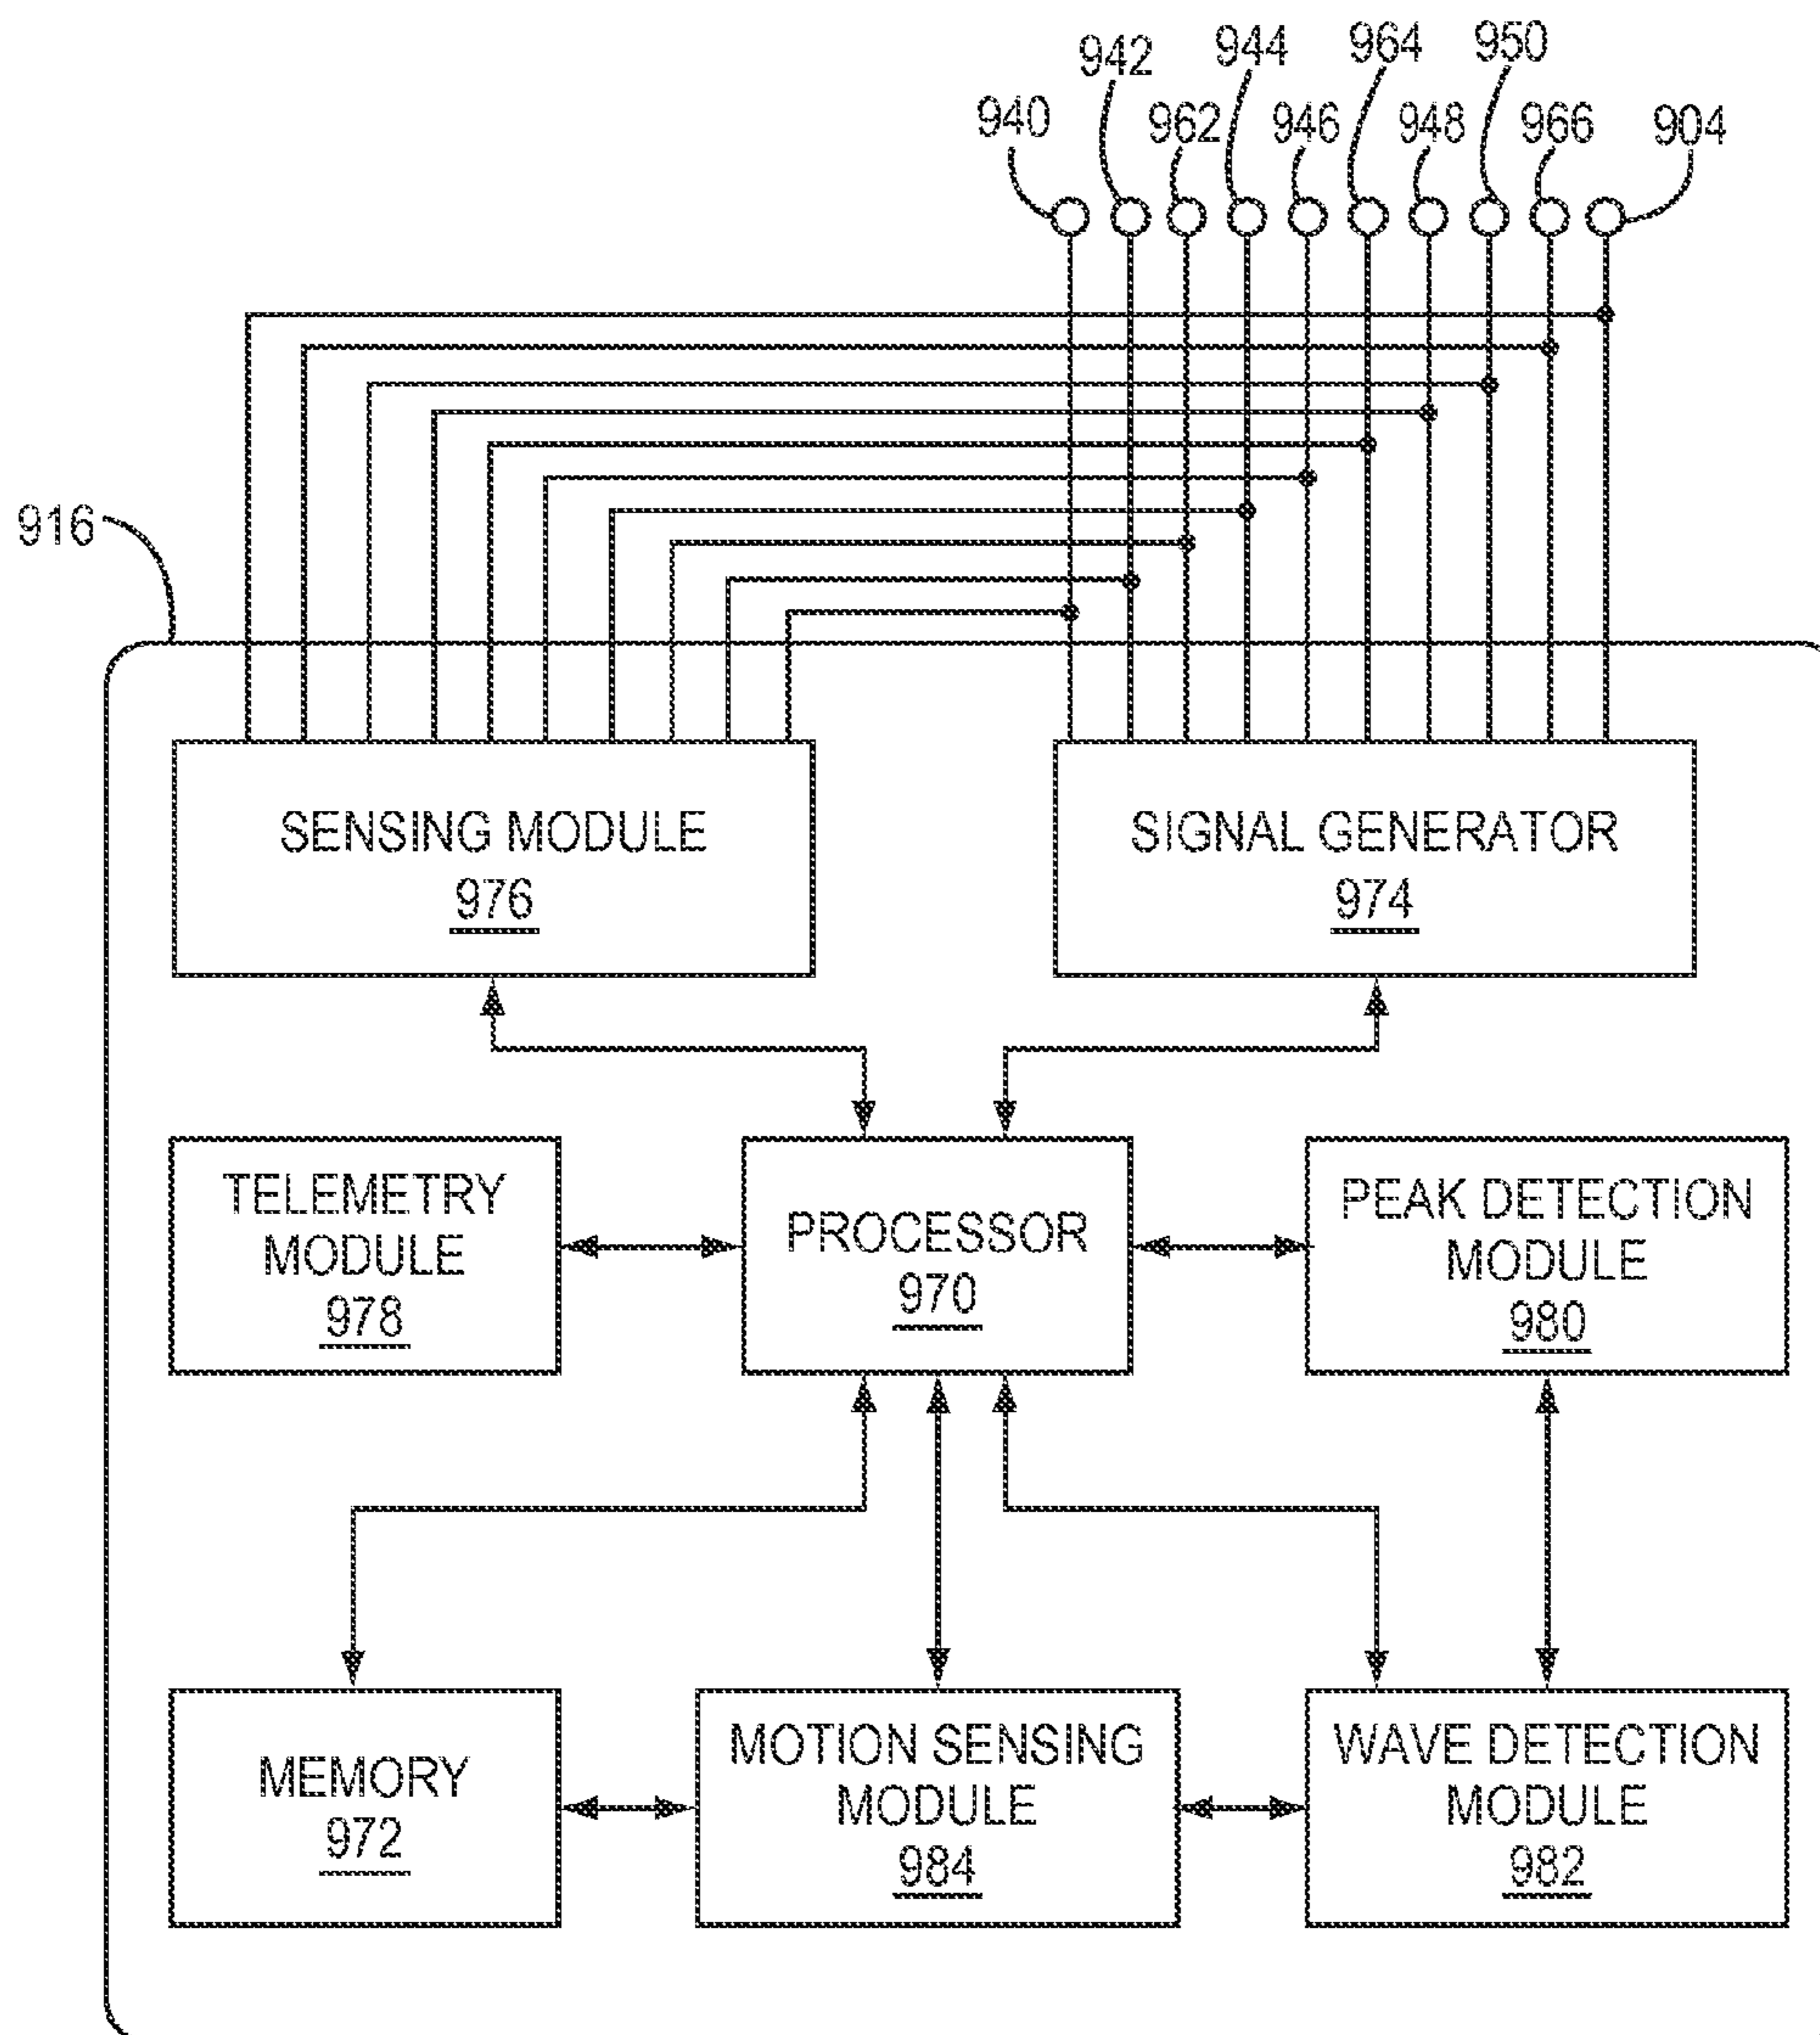 942 944 964 950
940 962 946 948 966 904
916
SENSING MODULE
976
SIGNAL GENERATOR
974
TELEMETRY
MODULE
978
PROCESSOR
970
PEAK DETECTION
MODULE
980
MEMORY
972
MOTION SENSING
MODULE
984
WAVE DETECTION
MODULE
982